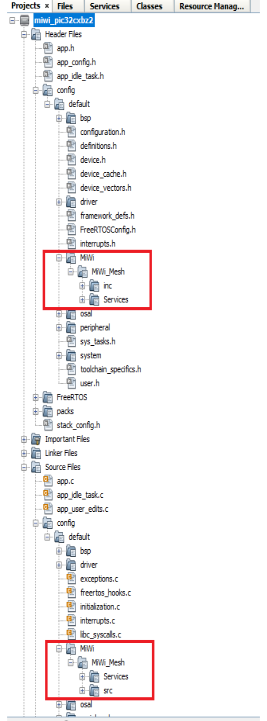 Projects × Files Services Classes Resource Manag...
miwi_pic32cxbz2
Header Files
app.h
app_config.h
app_idle_task.h
config
default
bsp
configuration.h
definitions.h
device.h
device_cache.h
device_vectors.h
driver
framework_defs.h
FreeRTOSConfig.h
interrupts.h
MiWi
MiWi_Mesh
inc
Services
osal
peripheral
sys_tasks.h
system
toolchain_specifics.h
user.h
FreeRTOS
packs
stack_config.h
Important Files
Linker Files
Source Files
app.c
app_idle_task.c
app_user_edits.c
config
default
bsp
driver
exceptions.c
freertos_hooks.c
initialization.c
interrupts.c
libc_syscalls.c
MiWi
MiWi_Mesh
Services
src
osal